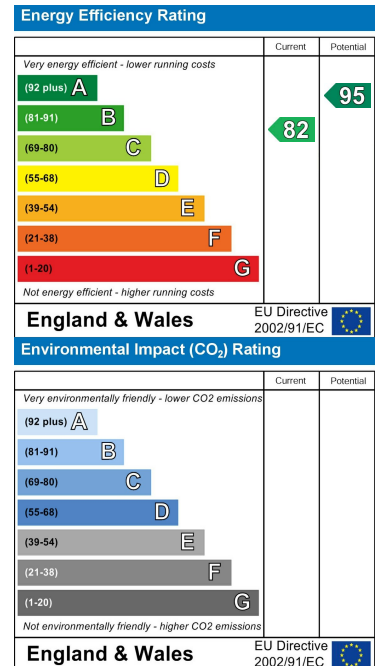 Energy Efficiency Rating
Current Potential
Very energy efficient - lower running costs
(92 plus) A
95
(81-91) B
82
(69-80) C
(55-68) D
(39-54) E
(21-38) F
(1-20) G
Not energy efficient - higher running costs
England & Wales EU Directive
2002/91/EC
Environmental Impact (CO₂) Rating
Current Potential
Very environmentally friendly - lower CO2 emissions
(92 plus) A
(81-91) B
(69-80) C
(55-68) D
(39-54) E
(21-38) F
(1-20) G
Not environmentally friendly - higher CO2 emissions
England & Wales EU Directive
2002/91/EC